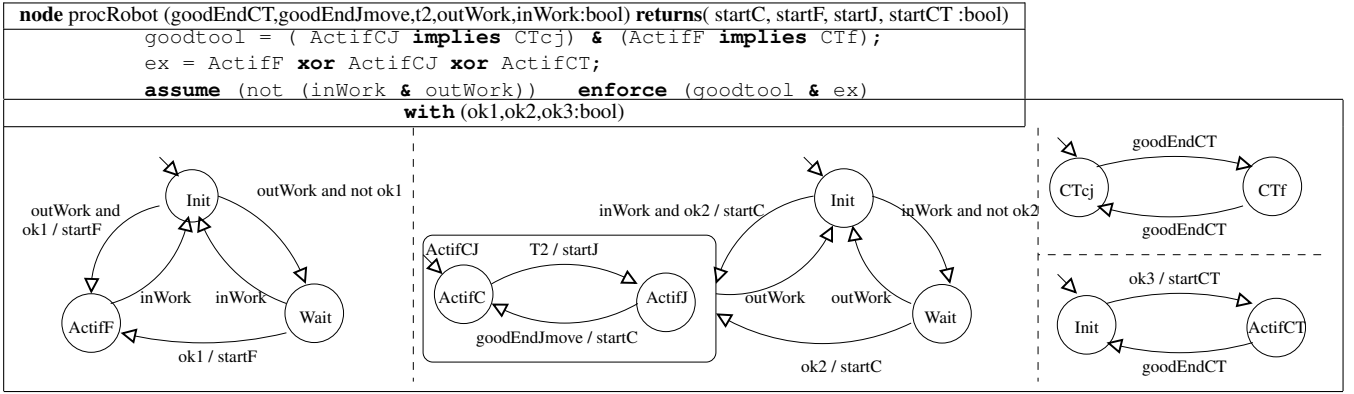 node procRobot (goodEndCT,goodEndJmove,t2,outWork,inWork:bool) returns( startC, startF, startJ, startCT :bool)
goodtool = ( ActifCJ implies CTcj) & (ActifF implies CTf);
ex = ActifF xor ActifCJ xor ActifCT;
assume (not (inWork & outWork)) enforce (goodtool & ex)
with (ok1,ok2,ok3:bool)
Init
outWork and not ok1
outWork and
ok1 / startF
inWork
inWork
ActifF
Wait
ok1 / startF
Init
inWork and ok2 / startC
inWork and not ok2
ActifCJ
T2 / startJ
ActifC
ActifJ
goodEndJmove / startC
outWork
outWork
Wait
ok2 / startC
goodEndCT
CTcj
CTf
goodEndCT
ok3 / startCT
Init
ActifCT
goodEndCT